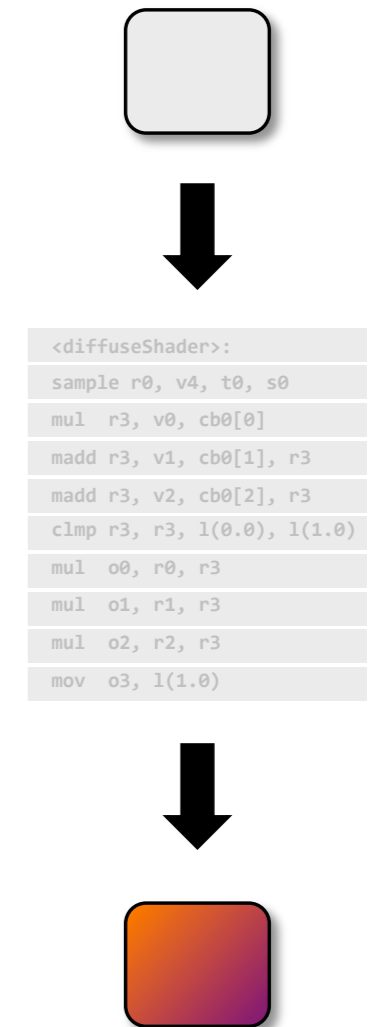 <diffuseShader>:
sample r0, v4, t0, s0
mul  r3, v0, cb0[0]
madd r3, v1, cb0[1], r3
madd r3, v2, cb0[2], r3
clmp r3, r3, l(0.0), l(1.0)
mul  o0, r0, r3
mul  o1, r1, r3
mul  o2, r2, r3
mov  o3, l(1.0)